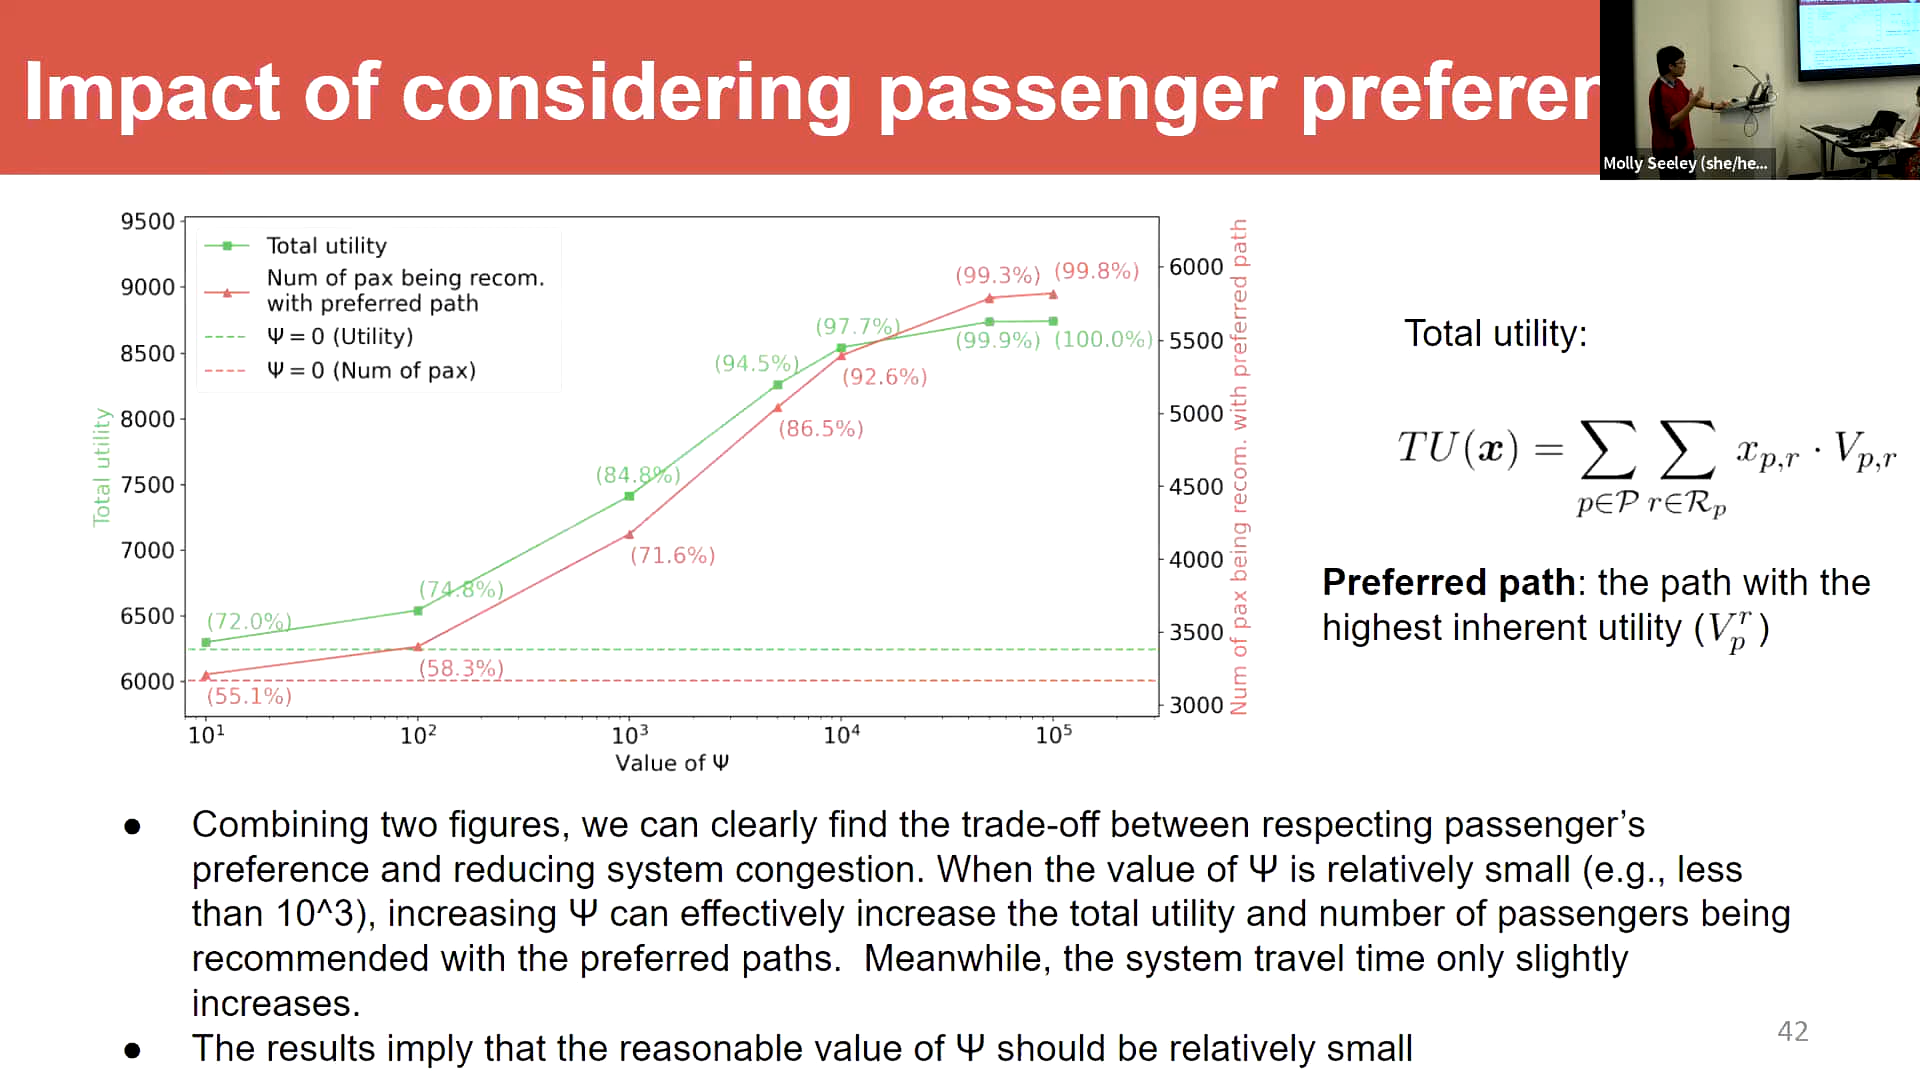 Impact of considering passenger preferen
Molly Seeley (she/he...
9500
9000
8500
8000
7500
7000
6500
6000
Total utility
Total utility
Num of pax being recom.
with preferred path
Ψ = 0 (Utility)
Ψ = 0 (Num of pax)
(72.0%)
(74.8%)
(84.8%)
(94.5%)
(97.7%)
(99.9%)
(100.0%)
(55.1%)
(58.3%)
(71.6%)
(86.5%)
(92.6%)
(99.3%)
(99.8%)
6000
5500
5000
4500
4000
3500
3000
Num of pax being recom. with preferred path
10¹
10²
10³
10⁴
10⁵
Value of Ψ
Total utility:
TU(𝒙) = ∑_{p∈𝒫} ∑_{r∈ℛ_p} x_{p,r} · V_{p,r}
Preferred path: the path with the
highest inherent utility (V_p^r)
● Combining two figures, we can clearly find the trade-off between respecting passenger’s
preference and reducing system congestion. When the value of Ψ is relatively small (e.g., less
than 10^3), increasing Ψ can effectively increase the total utility and number of passengers being
recommended with the preferred paths. Meanwhile, the system travel time only slightly
increases.
● The results imply that the reasonable value of Ψ should be relatively small
42